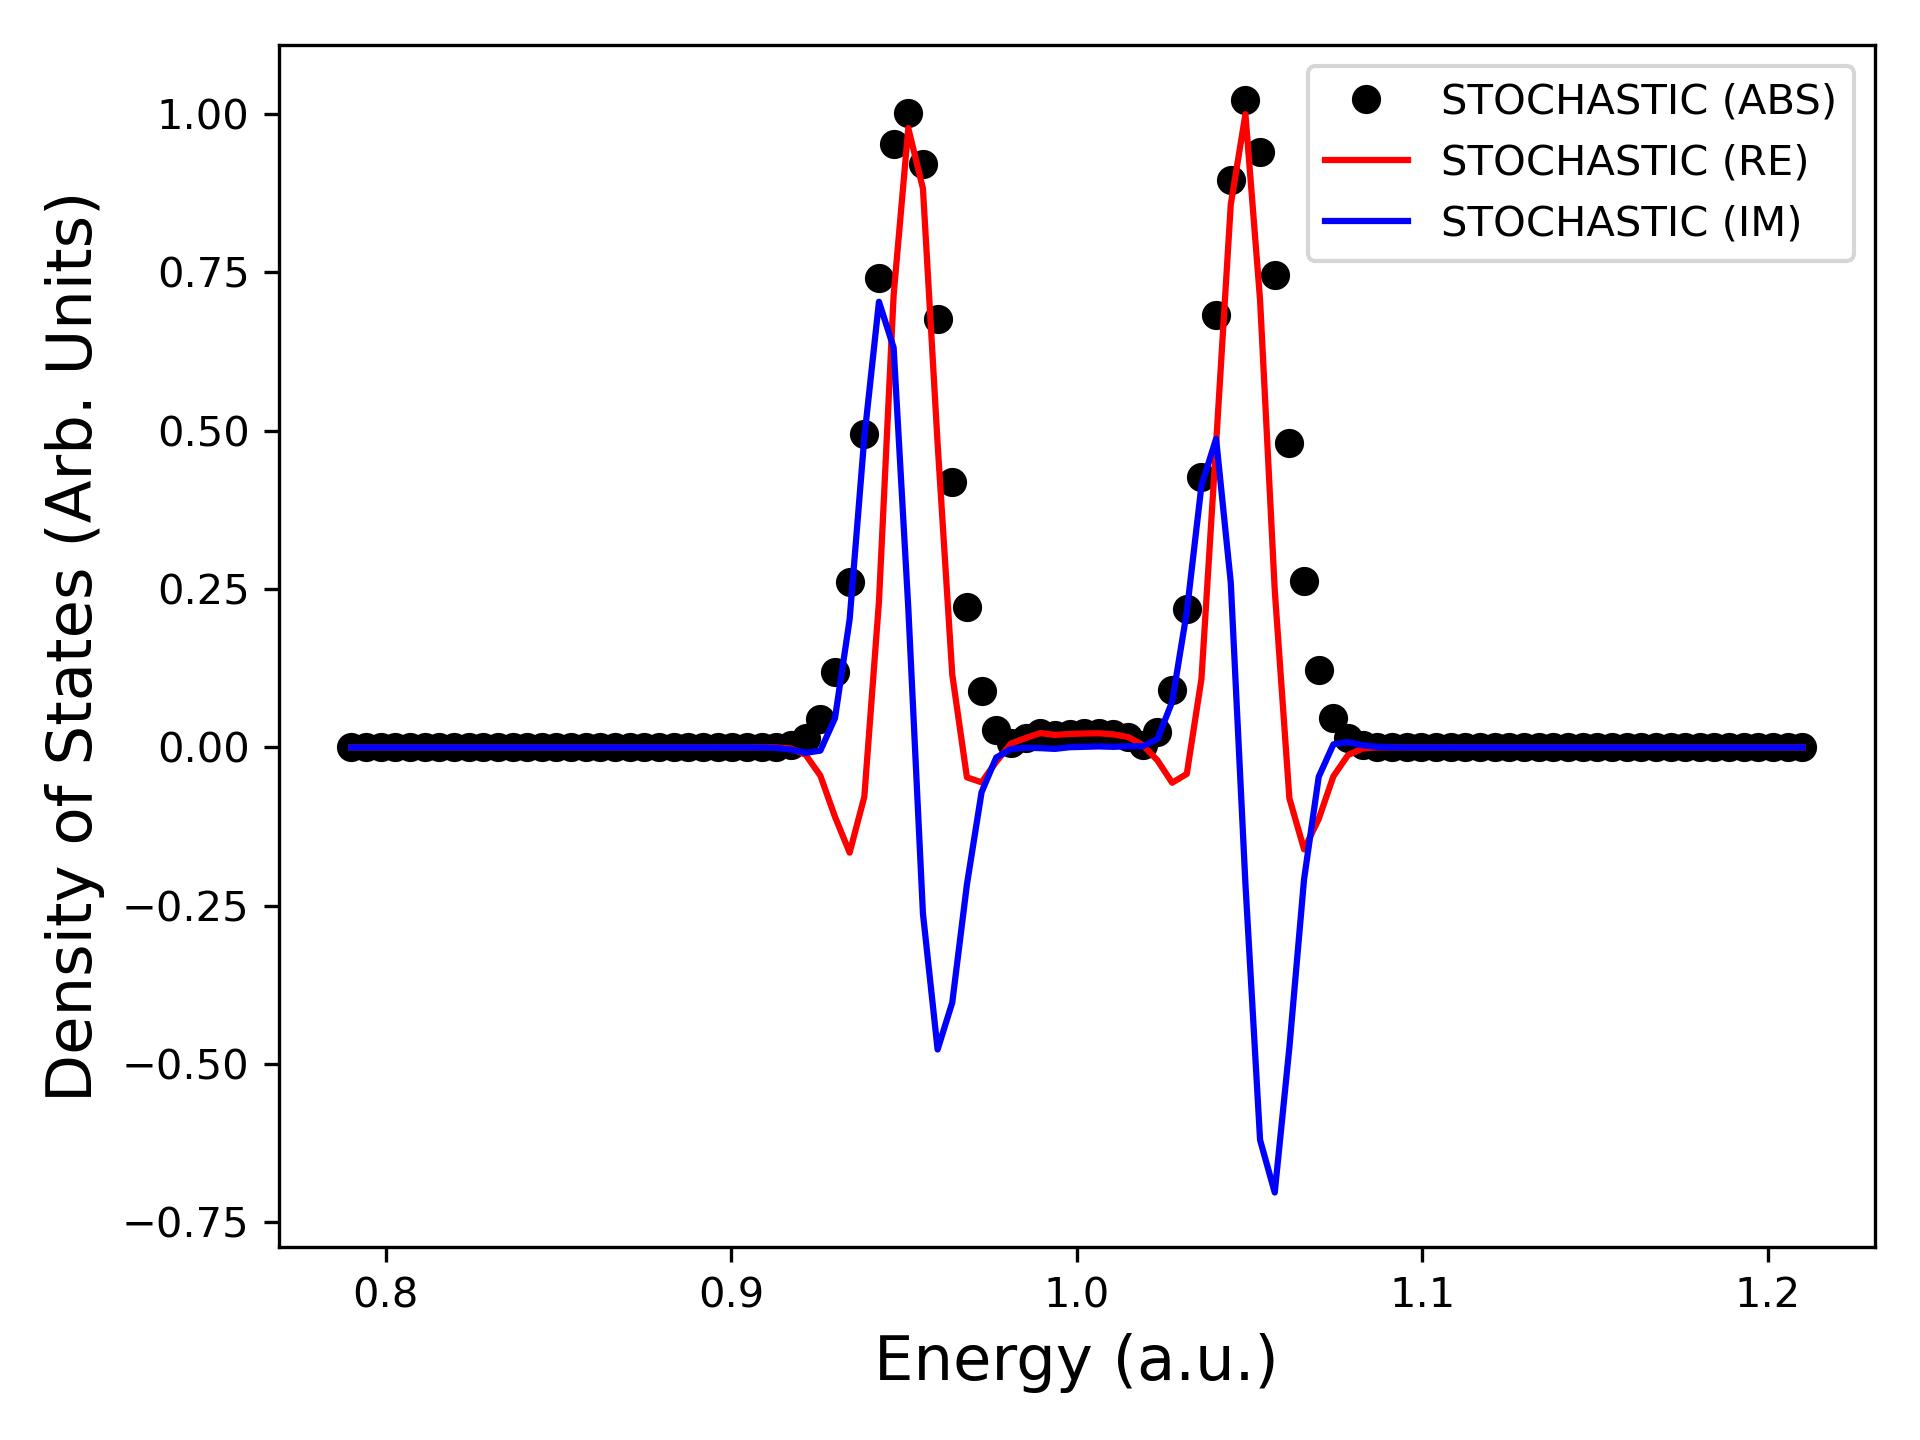 STOCHASTIC (ABS)
STOCHASTIC (RE)
STOCHASTIC (IM)
Density of States (Arb. Units)
1.00
0.75
0.50
0.25
0.00
−0.25
−0.50
−0.75
0.8 0.9 1.0 1.1 1.2
Energy (a.u.)